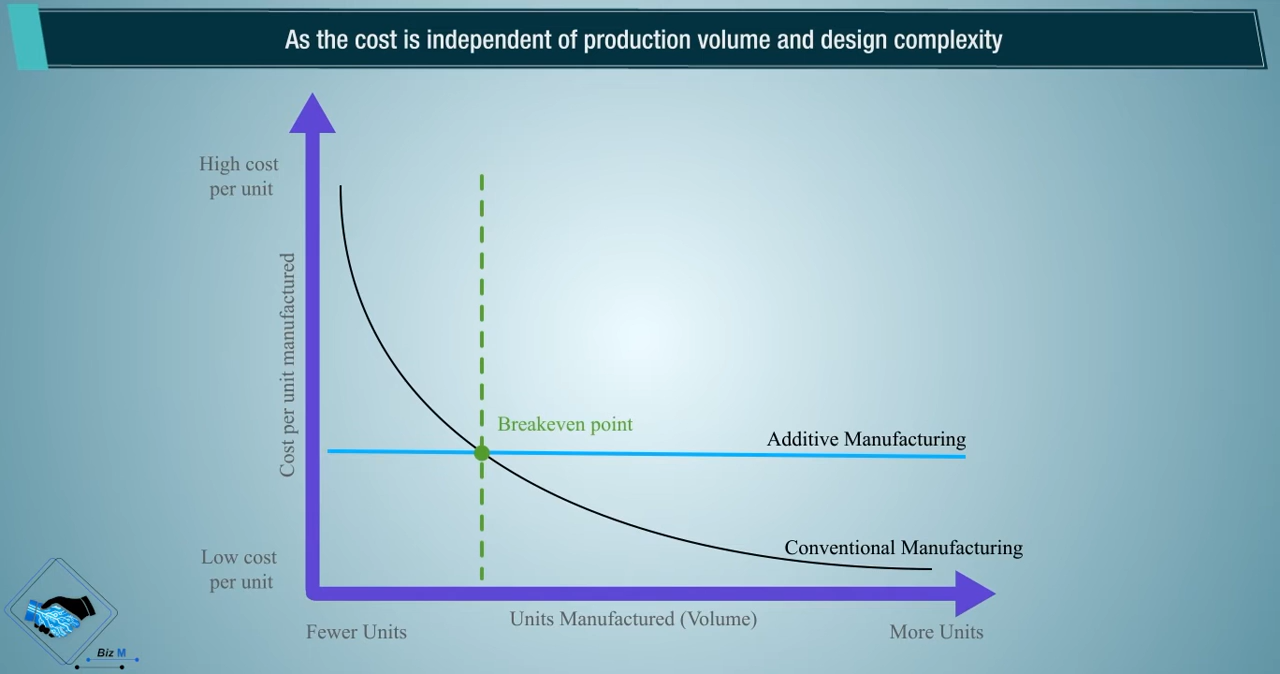 As the cost is independent of production volume and design complexity
High cost
per unit
Cost per unit manufactured
Breakeven point
Additive Manufacturing
Conventional Manufacturing
Low cost
per unit
Units Manufactured (Volume)
Fewer Units
More Units
Biz M